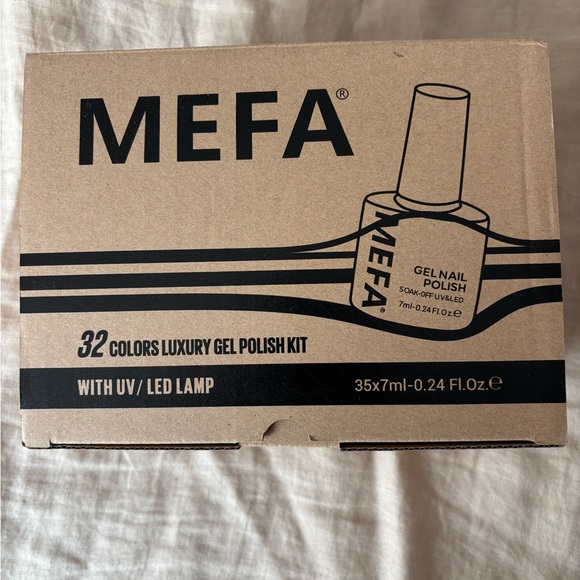 MEFA®
MEFA®
GEL NAIL
POLISH
SOAK-OFF UV&LED
7ml-0.24 Fl.Oz.℮
32 COLORS LUXURY GEL POLISH KIT
WITH UV / LED LAMP
35x7ml-0.24 Fl.Oz.℮